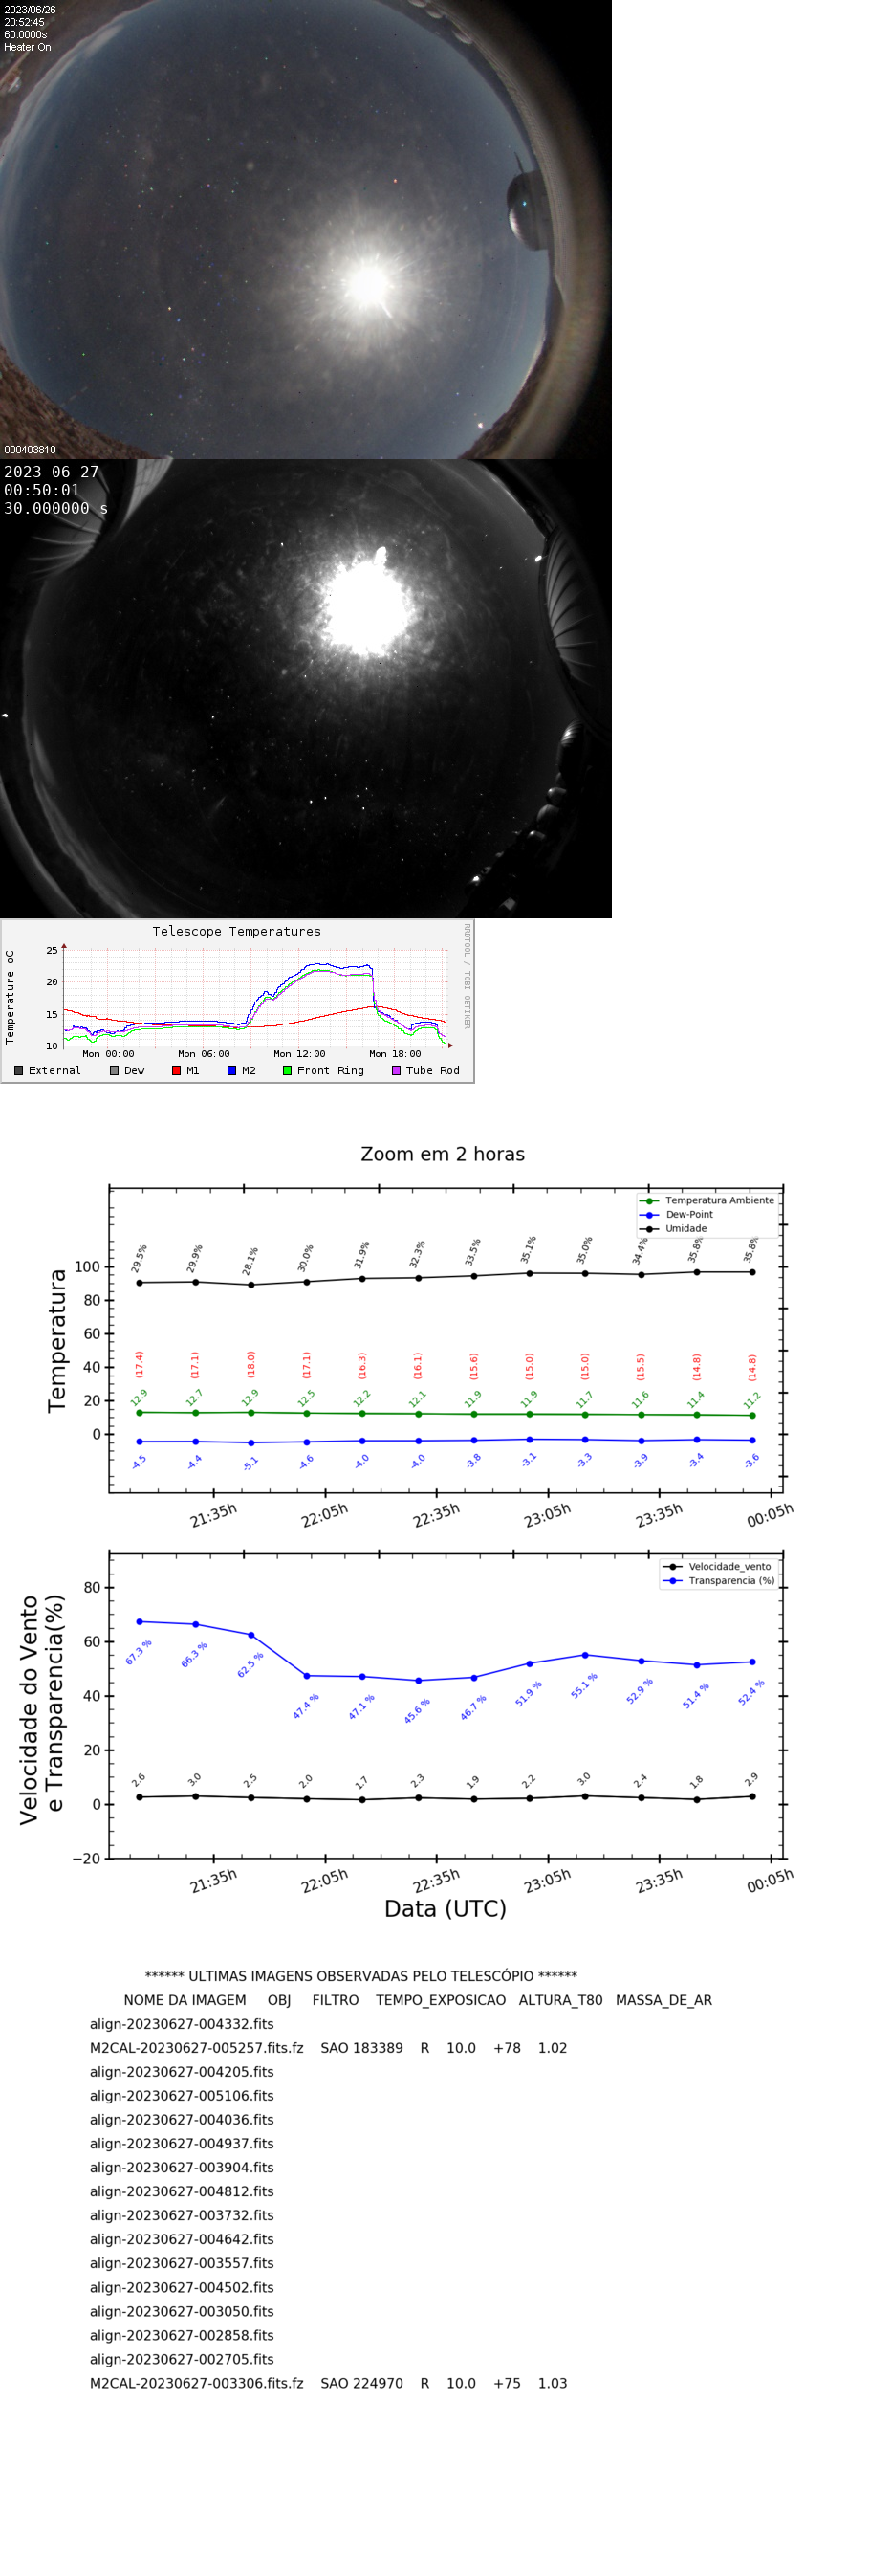 2023/06/26
20:52:45
60.0000s
Heater On
000403810
2023-06-27
00:50:01
30.000000 s
Telescope Temperatures
RRDTOOL / TOBI OETIKER
Temperature oC
25
20
15
10
Mon 00:00 Mon 06:00 Mon 12:00 Mon 18:00
External Dew M1 M2 Front Ring Tube Rod
Zoom em 2 horas
Temperatura Ambiente
Dew-Point
Umidade
Temperatura
100
80
60
40
20
0
29.5% 29.9% 28.1% 30.0% 31.9% 32.3% 33.5% 35.1% 35.0% 34.4% 35.8% 35.8%
(17.4) (17.1) (18.0) (17.1) (16.3) (16.1) (15.6) (15.0) (15.0) (15.5) (14.8) (14.8)
12.9 12.7 12.9 12.5 12.2 12.1 11.9 11.9 11.7 11.6 11.4 11.2
-4.5 -4.4 -5.1 -4.6 -4.0 -4.0 -3.8 -3.1 -3.3 -3.9 -3.4 -3.6
21:35h 22:05h 22:35h 23:05h 23:35h 00:05h
Velocidade_vento
Transparencia (%)
Velocidade do Vento
e Transparencia(%)
80
60
40
20
0
−20
67.3 % 66.3 % 62.5 % 47.4 % 47.1 % 45.6 % 46.7 % 51.9 % 55.1 % 52.9 % 51.4 % 52.4 %
2.6 3.0 2.5 2.0 1.7 2.3 1.9 2.2 3.0 2.4 1.8 2.9
21:35h 22:05h 22:35h 23:05h 23:35h 00:05h
Data (UTC)
****** ULTIMAS IMAGENS OBSERVADAS PELO TELESCÓPIO ******
NOME DA IMAGEM OBJ FILTRO TEMPO_EXPOSICAO ALTURA_T80 MASSA_DE_AR
align-20230627-004332.fits
M2CAL-20230627-005257.fits.fz SAO 183389 R 10.0 +78 1.02
align-20230627-004205.fits
align-20230627-005106.fits
align-20230627-004036.fits
align-20230627-004937.fits
align-20230627-003904.fits
align-20230627-004812.fits
align-20230627-003732.fits
align-20230627-004642.fits
align-20230627-003557.fits
align-20230627-004502.fits
align-20230627-003050.fits
align-20230627-002858.fits
align-20230627-002705.fits
M2CAL-20230627-003306.fits.fz SAO 224970 R 10.0 +75 1.03